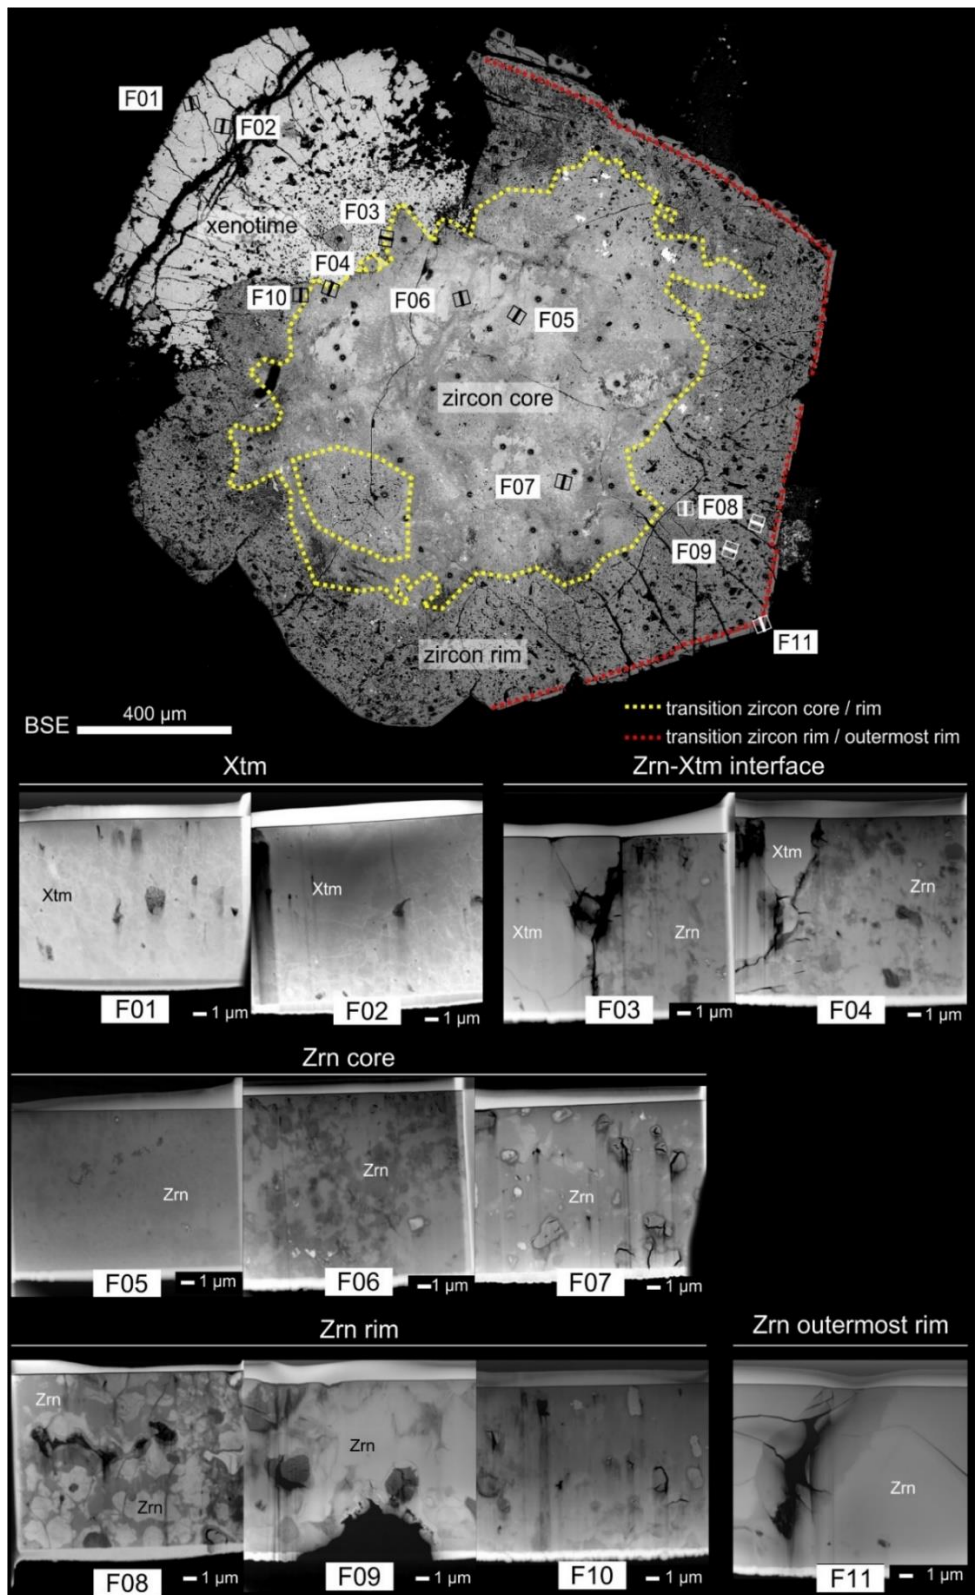 F01
F02
xenotime
F03
F04
F10
F06
F05
zircon core
F07
F08
F09
F11
zircon rim
BSE 400 µm
transition zircon core / rim
transition zircon rim / outermost rim
Xtm
Zrn-Xtm interface
Xtm
Xtm
Xtm
Zrn
Xtm
Zrn
F01 1 µm
F02 1 µm
F03 1 µm
F04 1 µm
Zrn core
Zrn
Zrn
Zrn
F05 1 µm
F06 1 µm
F07 1 µm
Zrn rim
Zrn outermost rim
Zrn
Zrn
Zrn
Zrn
F08 1 µm
F09 1 µm
F10 1 µm
F11 1 µm